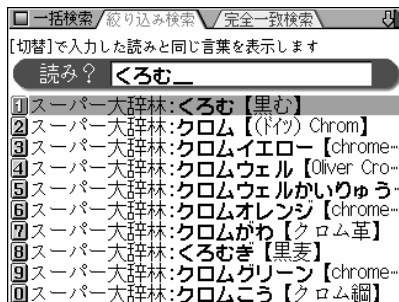 一括検索 絞り込み検索 完全一致検索
[切替]で入力した読みと同じ言葉を表示します
読み? くろむ_
1 スーパー大辞林:くろむ【黒む】
2 スーパー大辞林:クロム【(ドイツ) Chrom】
3 スーパー大辞林:クロムイエロー【chrome…
4 スーパー大辞林:クロムウェル【Oliver Cro…
5 スーパー大辞林:クロムウェルかいりゅう…
6 スーパー大辞林:クロムオレンジ【chrome…
7 スーパー大辞林:クロムがわ【クロム革】
8 スーパー大辞林:くろむぎ【黒麦】
9 スーパー大辞林:クロムグリーン【chrome…
0 スーパー大辞林:クロムこう【クロム鋼】